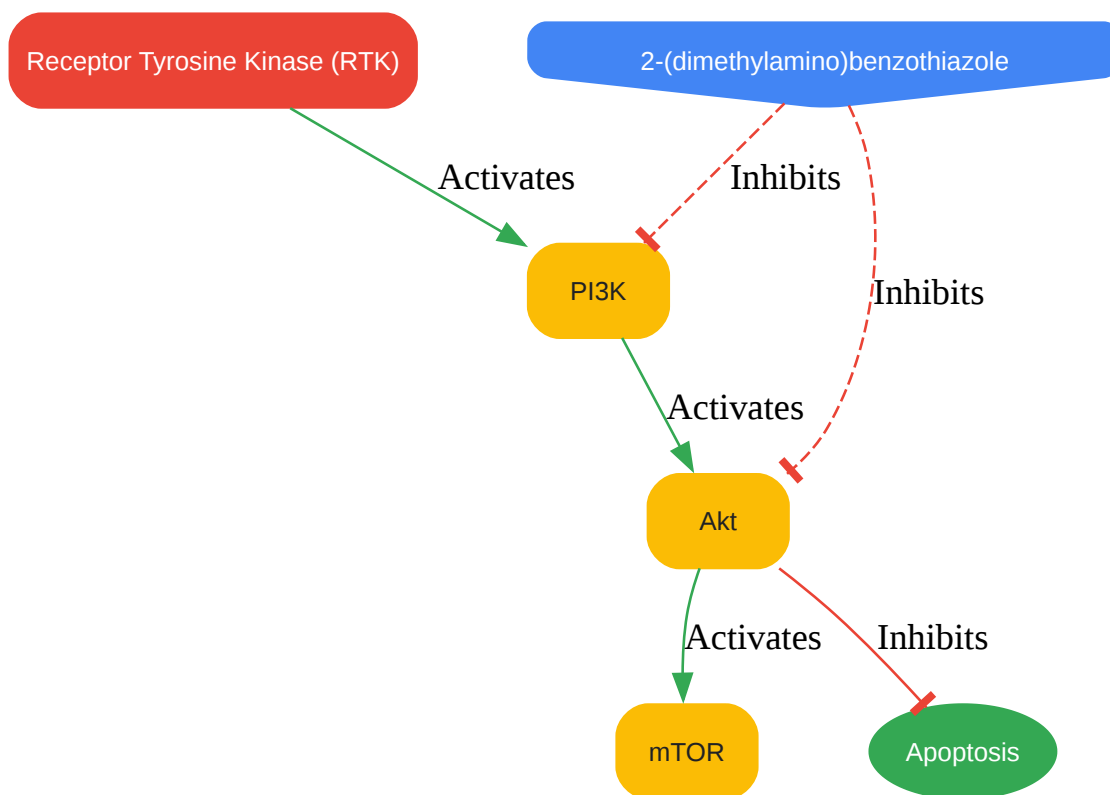 Receptor Tyrosine Kinase (RTK)
2-(dimethylamino)benzothiazole
Activates
Inhibits
PI3K
Inhibits
Activates
Akt
Activates
Inhibits
mTOR
Apoptosis